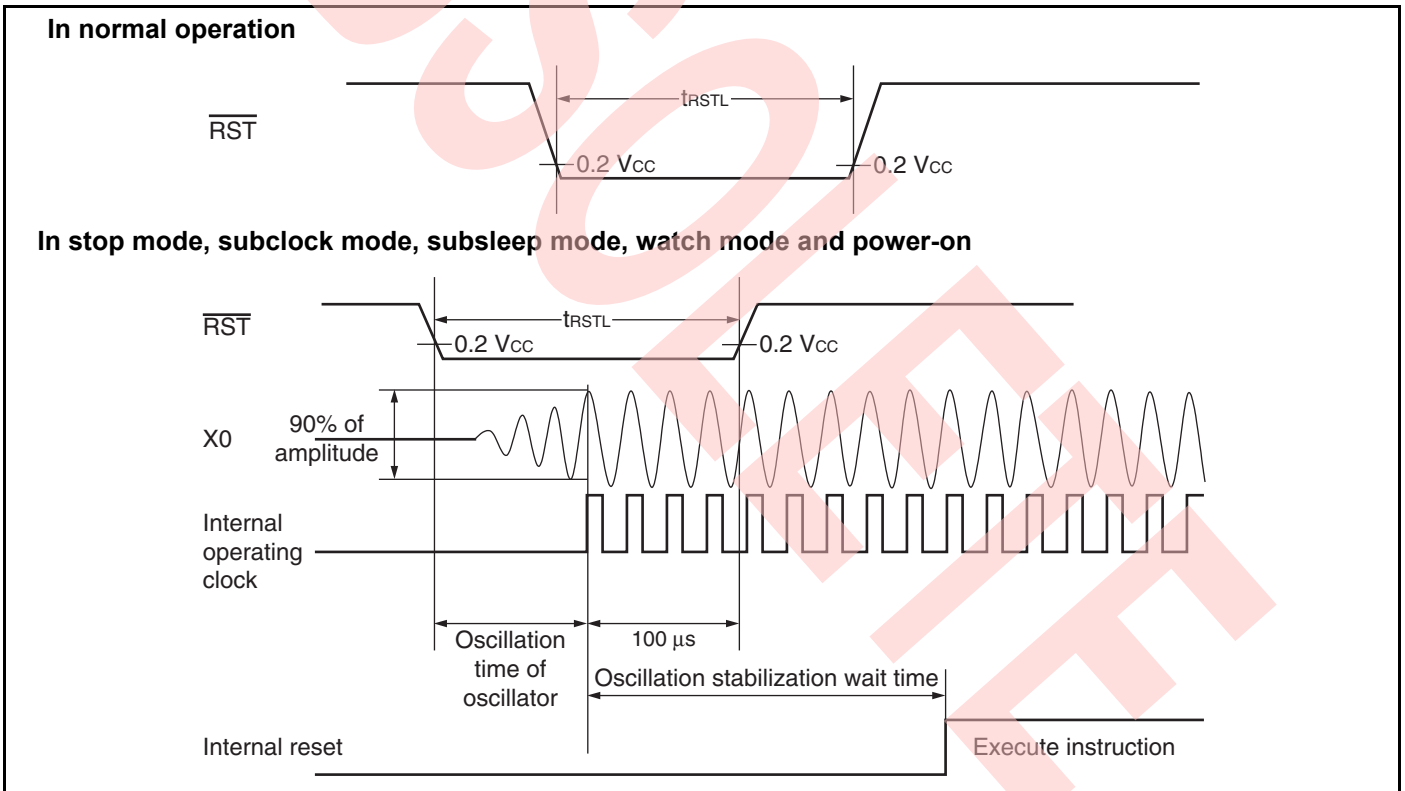 In normal operation
tRSTL
RST
0.2 VCC
0.2 VCC
In stop mode, subclock mode, subsleep mode, watch mode and power-on
tRSTL
RST
0.2 VCC
0.2 VCC
90% of
amplitude
X0
Internal
operating
clock
Oscillation
time of
oscillator
100 μs
Oscillation stabilization wait time
Internal reset
Execute instruction